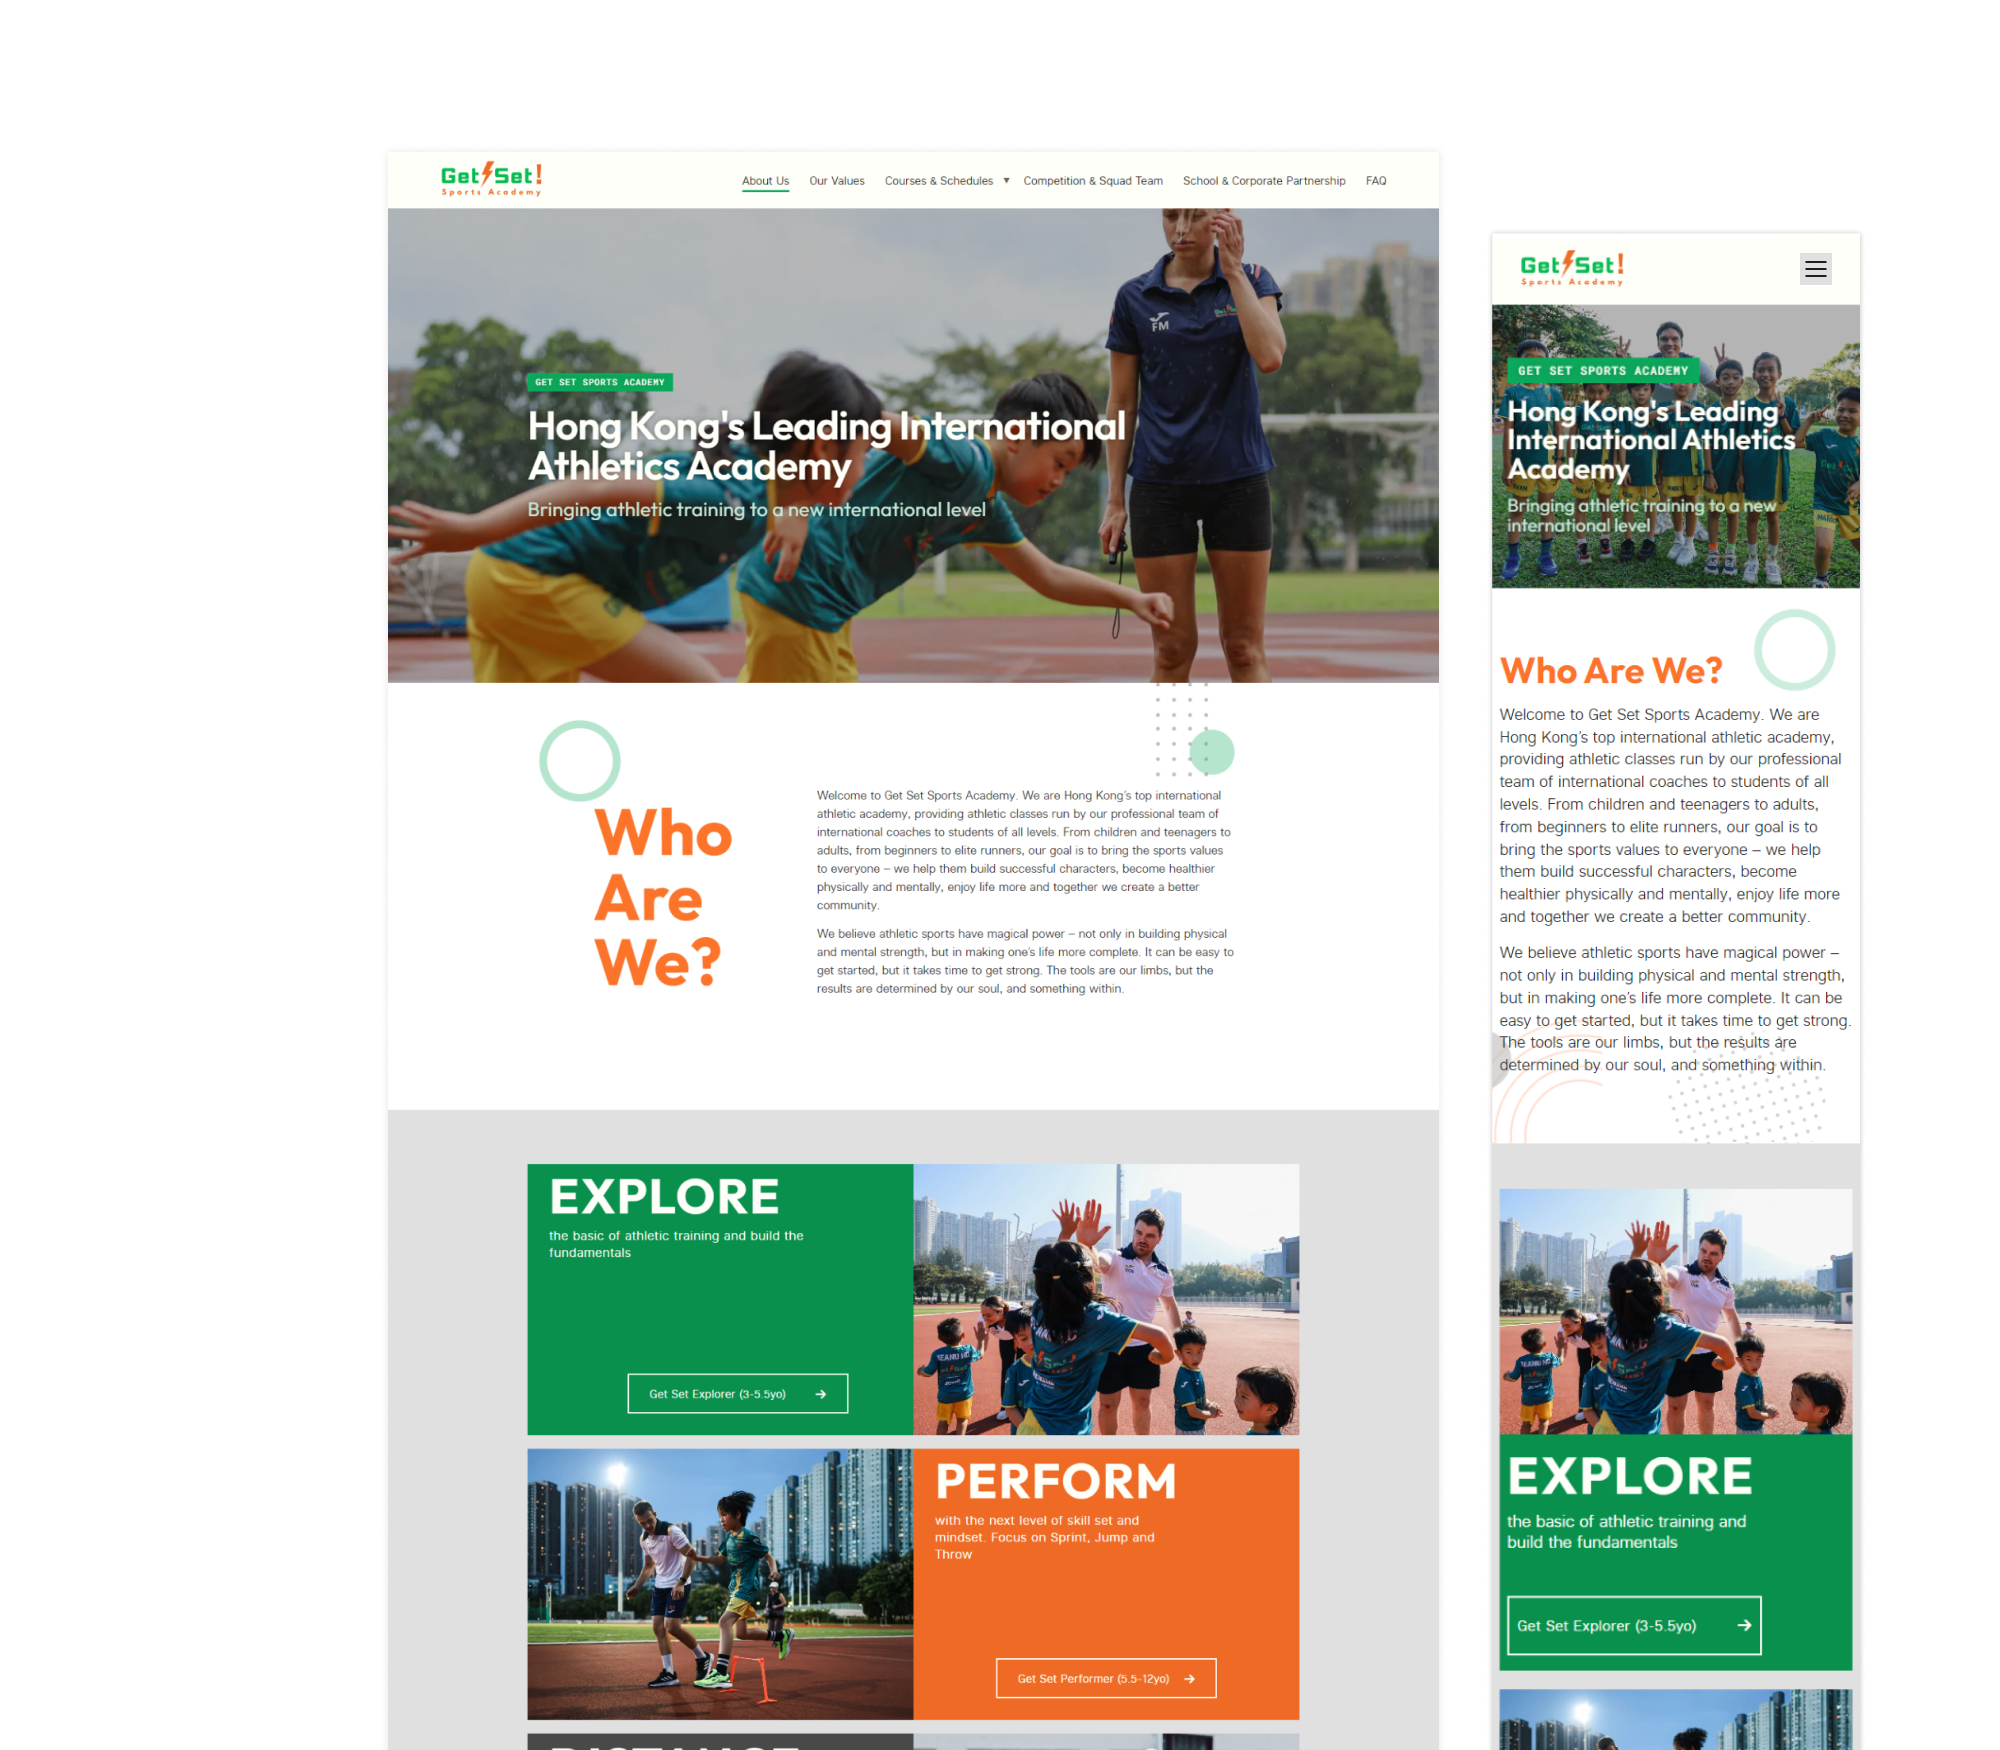 Get Set!
Sports Academy
About Us
Our Values
Courses & Schedules ▼
Competition & Squad Team
School & Corporate Partnership
FAQ
FM
GET SET SPORTS ACADEMY
Hong Kong's Leading International
Athletics Academy
Bringing athletic training to a new international level
Who
Are
We?
Welcome to Get Set Sports Academy. We are Hong Kong's top international
athletic academy, providing athletic classes run by our professional team of
international coaches to students of all levels. From children and teenagers to
adults, from beginners to elite runners, our goal is to bring the sports values
to everyone – we help them build successful characters, become healthier
physically and mentally, enjoy life more and together we create a better
community.
We believe athletic sports have magical power – not only in building physical
and mental strength, but in making one's life more complete. It can be easy to
get started, but it takes time to get strong. The tools are our limbs, but the
results are determined by our soul, and something within.
EXPLORE
the basic of athletic training and build the
fundamentals
Get Set Explorer (3-5.5yo) →
PERFORM
with the next level of skill set and
mindset. Focus on Sprint, Jump and
Throw
Get Set Performer (5.5-12yo) →
Get Set!
Sports Academy
GET SET SPORTS ACADEMY
Hong Kong's Leading
International Athletics
Academy
Bringing athletic training to a new
international level
Who Are We?
Welcome to Get Set Sports Academy. We are
Hong Kong's top international athletic academy,
providing athletic classes run by our professional
team of international coaches to students of all
levels. From children and teenagers to adults,
from beginners to elite runners, our goal is to
bring the sports values to everyone – we help
them build successful characters, become
healthier physically and mentally, enjoy life more
and together we create a better community.
We believe athletic sports have magical power –
not only in building physical and mental strength,
but in making one's life more complete. It can be
easy to get started, but it takes time to get strong.
The tools are our limbs, but the results are
determined by our soul, and something within.
EXPLORE
the basic of athletic training and
build the fundamentals
Get Set Explorer (3-5.5yo) →